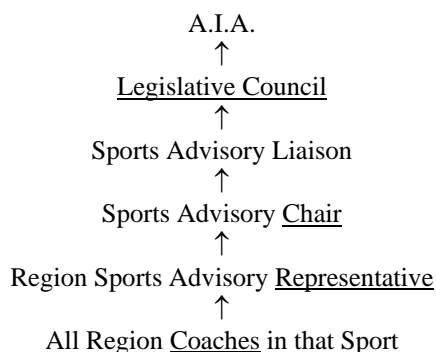 A.I.A.
↑
Legislative Council
↑
Sports Advisory Liaison
↑
Sports Advisory Chair
↑
Region Sports Advisory Representative
↑
All Region Coaches in that Sport